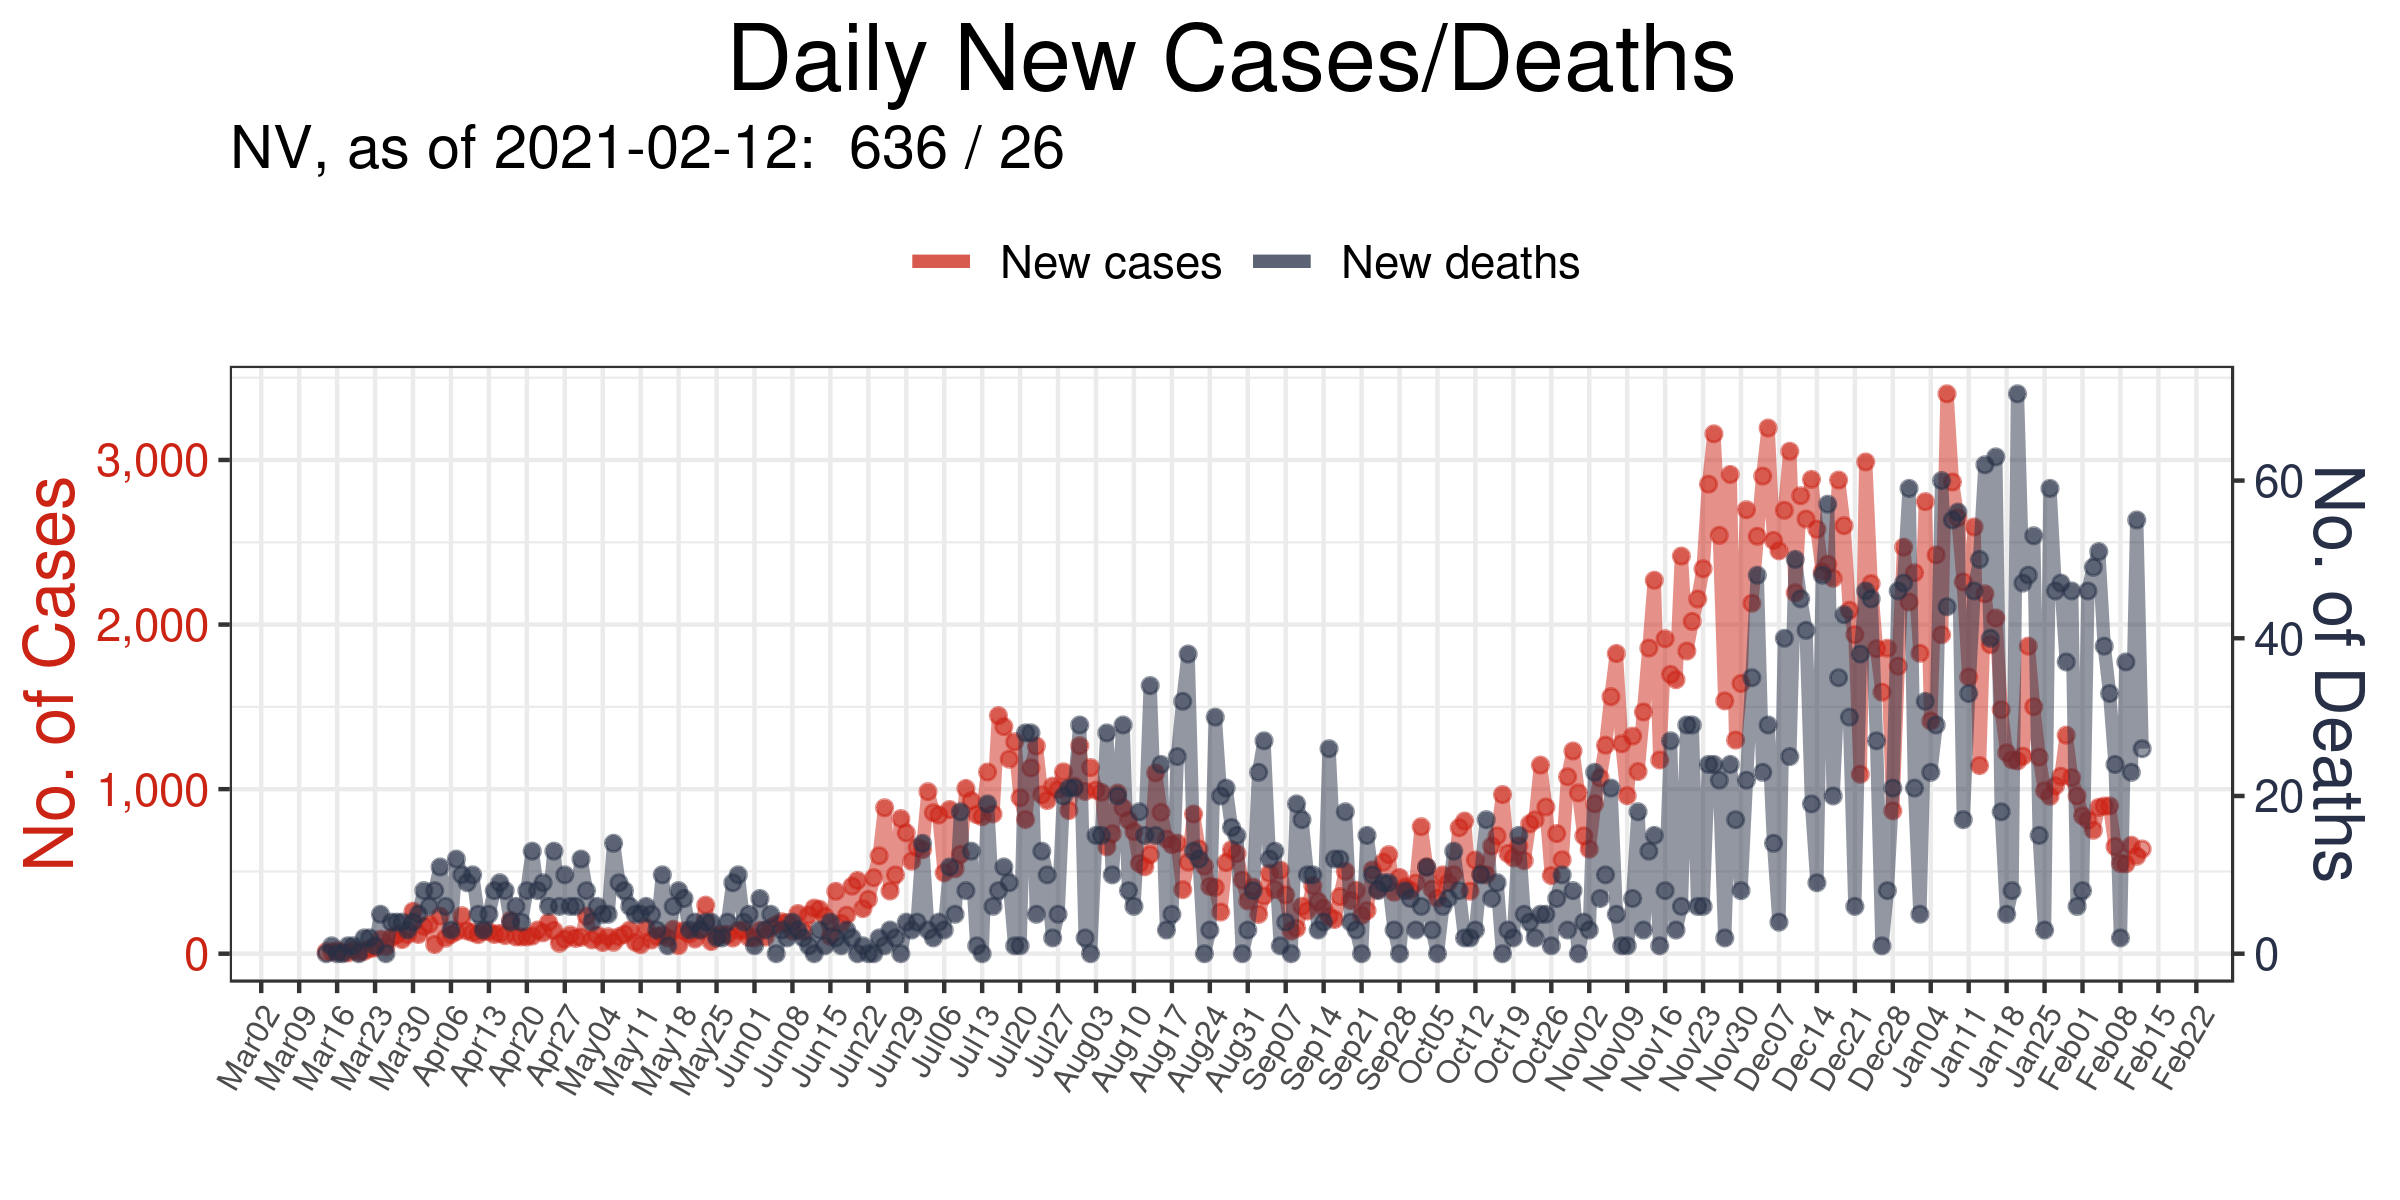 Daily New Cases/Deaths
NV, as of 2021-02-12:  636 / 26
New cases
New deaths
No. of Cases
3,000
2,000
1,000
0
60
40
20
0
No. of Deaths
Mar02
Mar09
Mar16
Mar23
Mar30
Apr06
Apr13
Apr20
Apr27
May04
May11
May18
May25
Jun01
Jun08
Jun15
Jun22
Jun29
Jul06
Jul13
Jul20
Jul27
Aug03
Aug10
Aug17
Aug24
Aug31
Sep07
Sep14
Sep21
Sep28
Oct05
Oct12
Oct19
Oct26
Nov02
Nov09
Nov16
Nov23
Nov30
Dec07
Dec14
Dec21
Dec28
Jan04
Jan11
Jan18
Jan25
Feb01
Feb08
Feb15
Feb22